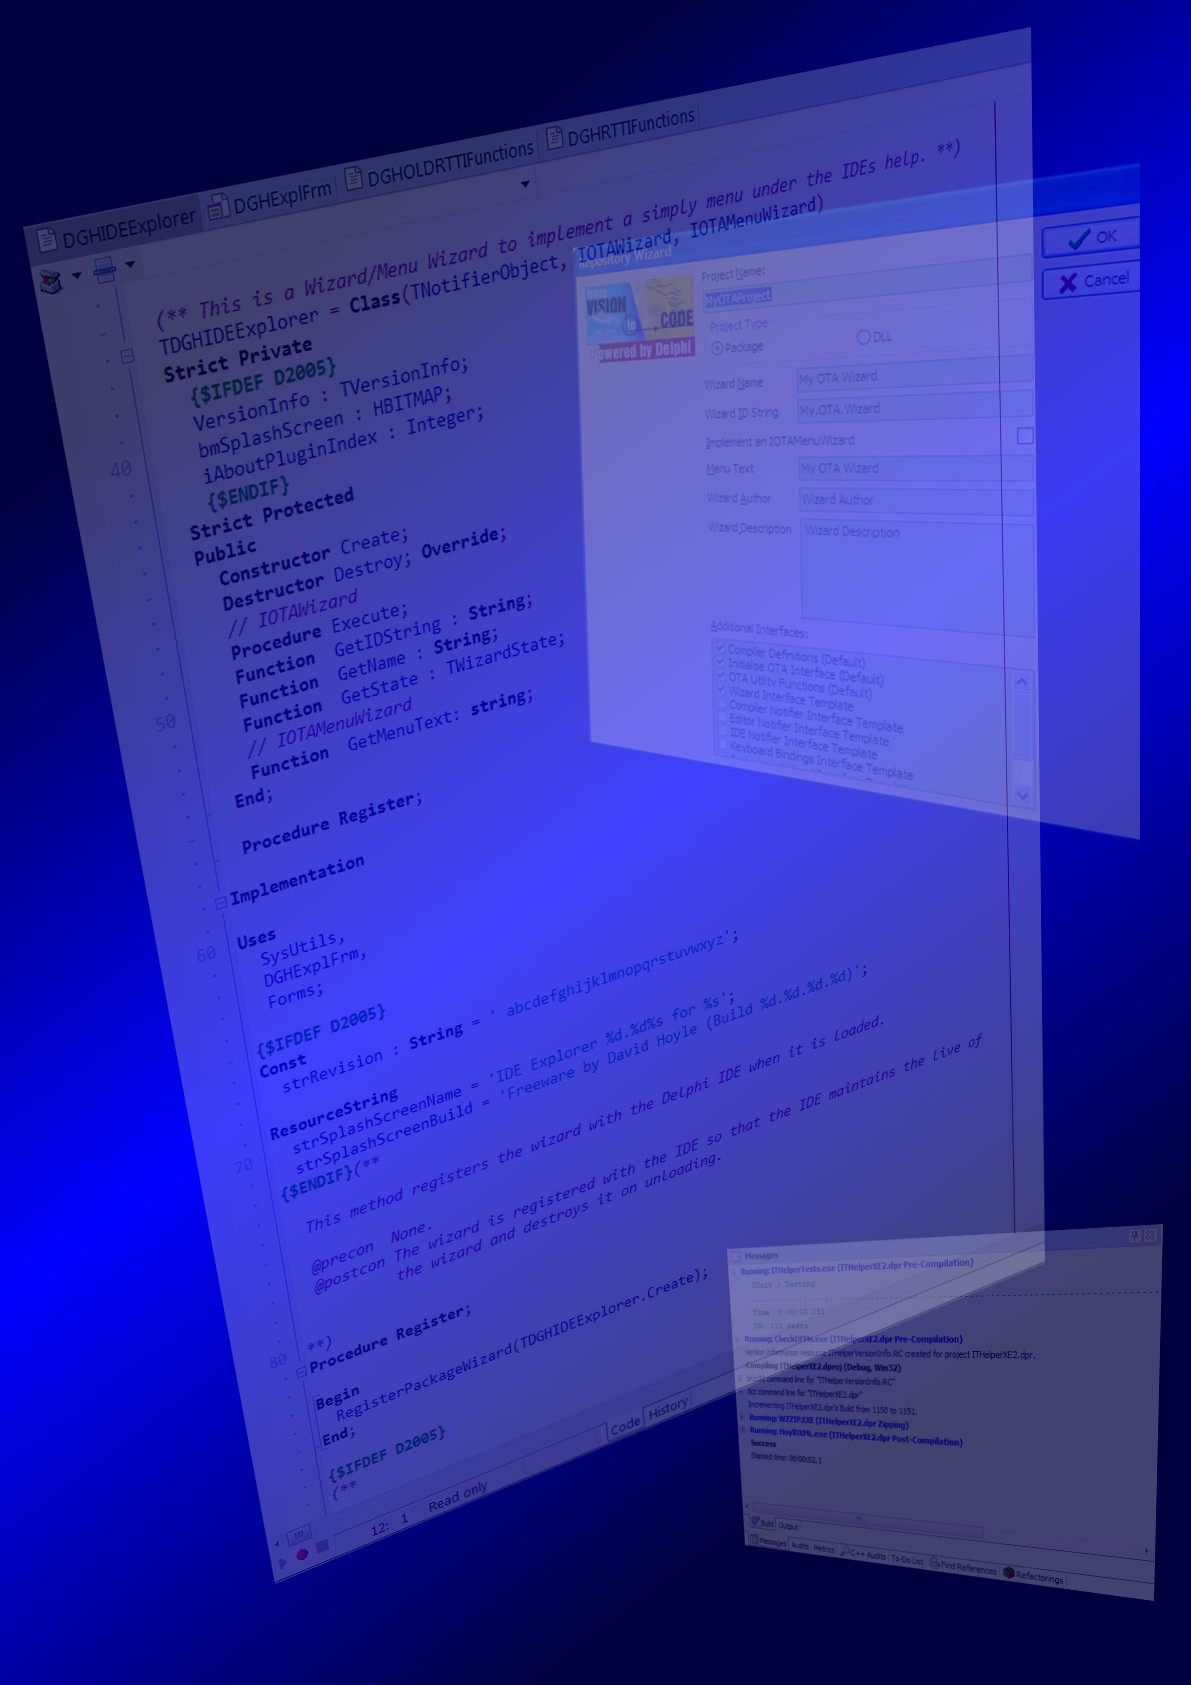 DGHIDEExplorer
DGHExplFrm
DGHOLDRTTIFunctions
DGHRTTIFunctions
(** This is a Wizard/Menu Wizard to implement a simply menu under the IDEs help. **)
TDGHIDEExplorer = Class(TNotifierObject, IOTAWizard, IOTAMenuWizard)
Strict Private
{$IFDEF D2005}
VersionInfo : TVersionInfo;
bmSplashScreen : HBITMAP;
40
iAboutPluginIndex : Integer;
{$ENDIF}
Strict Protected
Public
Constructor Create;
Destructor Destroy; Override;
// IOTAWizard
Procedure Execute;
Function  GetIDString : String;
Function  GetName : String;
50
Function  GetState : TWizardState;
// IOTAMenuWizard
Function  GetMenuText: string;
End;
Procedure Register;
Implementation
Uses
60
SysUtils,
DGHExplFrm,
Forms;
{$IFDEF D2005}
Const
strRevision : String = ' abcdefghijklmnopqrstuvwxyz';
ResourceString
strSplashScreenName = 'IDE Explorer %d.%d%s for %s';
70
strSplashScreenBuild = 'Freeware by David Hoyle (Build %d.%d.%d.%d)';
{$ENDIF}(**
This method registers the wizard with the Delphi IDE when it is loaded.
@precon  None.
@postcon The wizard is registered with the IDE so that the IDE maintains the live of
the wizard and destroys it on unloading.
**)
80
Procedure Register;
Begin
RegisterPackageWizard(TDGHIDEExplorer.Create);
End;
{$IFDEF D2005}
(**
12: 1
Read only
Code
History
Repository Wizard
OK
Cancel
from
VISION
to
CODE
Powered by Delphi
Project Name:
MyOTAProject
Project Type
Package
DLL
Wizard Name
My OTA Wizard
Wizard ID String
My.OTA.Wizard
Implement an IOTAMenuWizard
Menu Text
My OTA Wizard
Wizard Author
Wizard Author
Wizard Description
Wizard Description
Additional Interfaces:
Compiler Definitions (Default)
Initialise OTA Interface (Default)
OTA Utility Functions (Default)
Wizard Interface Template
Compiler Notifier Interface Template
Editor Notifier Interface Template
IDE Notifier Interface Template
Keyboard Bindings Interface Template
Messages
Running: ITHelperTests.exe (ITHelperXE2.dpr Pre-Compilation)
DUnit / Testing
Running: CheckDFMs.exe (ITHelperXE2.dpr Pre-Compilation)
Version information resource ITHelperVersionInfo.RC created for project ITHelperXE2.dpr.
Compiling ITHelperXE2.dproj (Debug, Win32)
brcc32 command line for "ITHelperVersionInfo.RC"
dcc command line for "ITHelperXE2.dpr"
Incrementing ITHelperXE2.dpr's Build from 1150 to 1151.
Running: WZZIP.EXE (ITHelperXE2.dpr Zipping)
Running: HoylDXML.exe (ITHelperXE2.dpr Post-Compilation)
Success
Elapsed time: 00:00:02.1
Build
Output
Messages
Audits
Metrics
C++ Audits
To-Do List
Find References
Refactorings